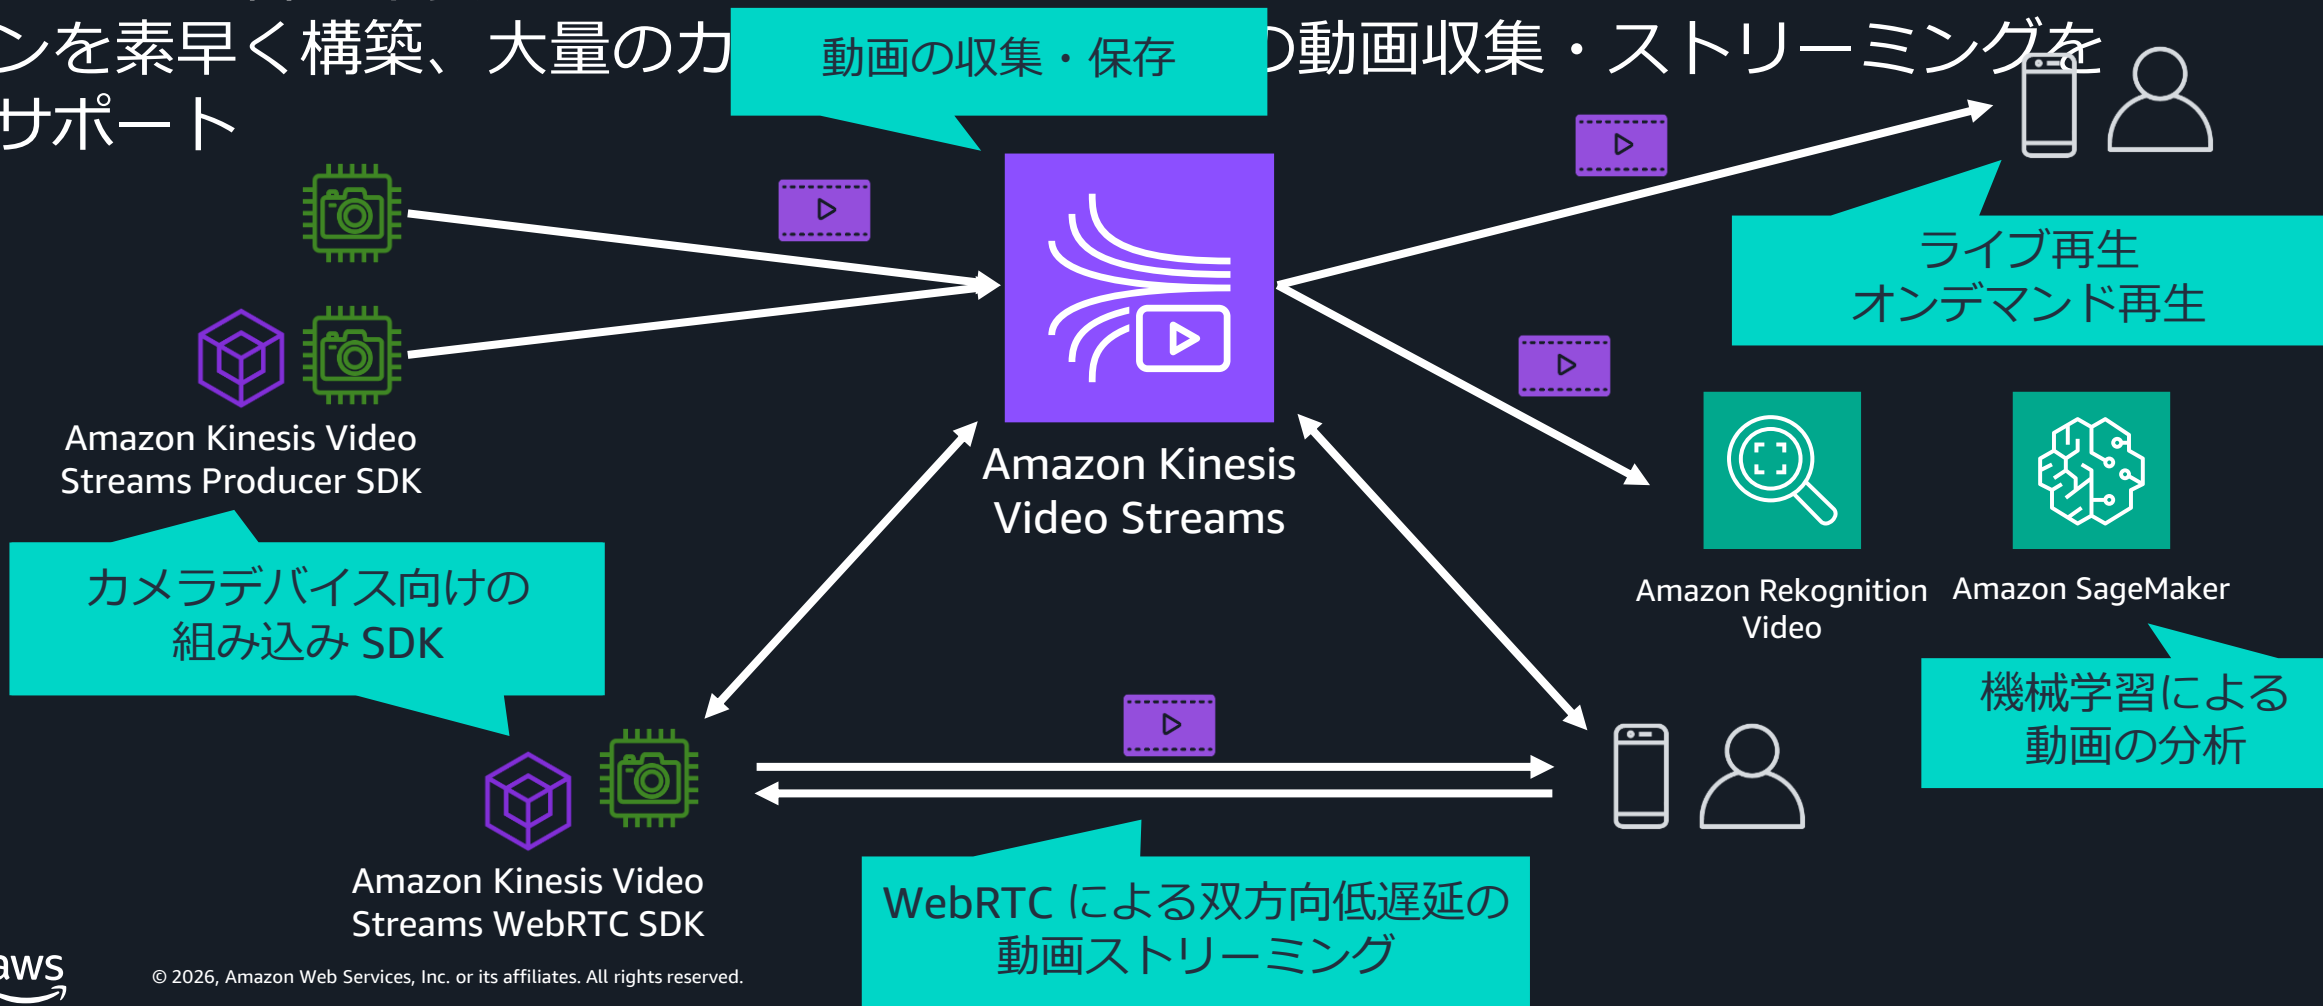 ンを素早く構築、大量のカ
の動画収集・ストリーミングを
サポート
動画の収集・保存
ライブ再生
オンデマンド再生
Amazon Kinesis Video
Streams Producer SDK
Amazon Kinesis
Video Streams
カメラデバイス向けの
組み込み SDK
Amazon Rekognition
Video
Amazon SageMaker
機械学習による
動画の分析
Amazon Kinesis Video
Streams WebRTC SDK
WebRTC による双方向低遅延の
動画ストリーミング
aws
© 2026, Amazon Web Services, Inc. or its affiliates. All rights reserved.